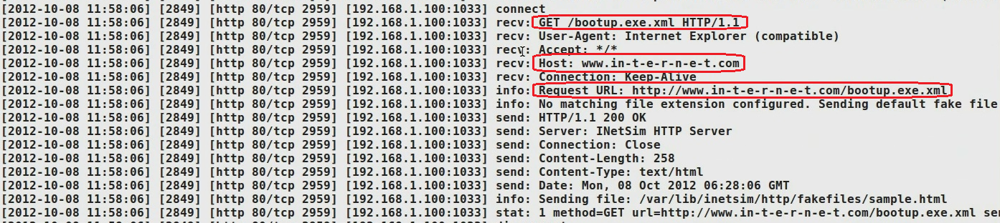 [2012-10-08 11:58:06] [2849] [http 80/tcp 2959] [192.168.1.100:1033] connect
[2012-10-08 11:58:06] [2849] [http 80/tcp 2959] [192.168.1.100:1033] recv: GET /bootup.exe.xml HTTP/1.1
[2012-10-08 11:58:06] [2849] [http 80/tcp 2959] [192.168.1.100:1033] recv: User-Agent: Internet Explorer (compatible)
[2012-10-08 11:58:06] [2849] [http 80/tcp 2959] [192.168.1.100:1033] recv: Accept: */*
[2012-10-08 11:58:06] [2849] [http 80/tcp 2959] [192.168.1.100:1033] recv: Host: www.in-t-e-r-n-e-t.com
[2012-10-08 11:58:06] [2849] [http 80/tcp 2959] [192.168.1.100:1033] recv: Connection: Keep-Alive
[2012-10-08 11:58:06] [2849] [http 80/tcp 2959] [192.168.1.100:1033] info: Request URL: http://www.in-t-e-r-n-e-t.com/bootup.exe.xml
[2012-10-08 11:58:06] [2849] [http 80/tcp 2959] [192.168.1.100:1033] info: No matching file extension configured. Sending default fake file
[2012-10-08 11:58:06] [2849] [http 80/tcp 2959] [192.168.1.100:1033] send: HTTP/1.1 200 OK
[2012-10-08 11:58:06] [2849] [http 80/tcp 2959] [192.168.1.100:1033] send: Server: INetSim HTTP Server
[2012-10-08 11:58:06] [2849] [http 80/tcp 2959] [192.168.1.100:1033] send: Connection: Close
[2012-10-08 11:58:06] [2849] [http 80/tcp 2959] [192.168.1.100:1033] send: Content-Length: 258
[2012-10-08 11:58:06] [2849] [http 80/tcp 2959] [192.168.1.100:1033] send: Content-Type: text/html
[2012-10-08 11:58:06] [2849] [http 80/tcp 2959] [192.168.1.100:1033] send: Date: Mon, 08 Oct 2012 06:28:06 GMT
[2012-10-08 11:58:06] [2849] [http 80/tcp 2959] [192.168.1.100:1033] info: Sending file: /var/lib/inetsim/http/fakefiles/sample.html
[2012-10-08 11:58:06] [2849] [http 80/tcp 2959] [192.168.1.100:1033] stat: 1 method=GET url=http://www.in-t-e-r-n-e-t.com/bootup.exe.xml